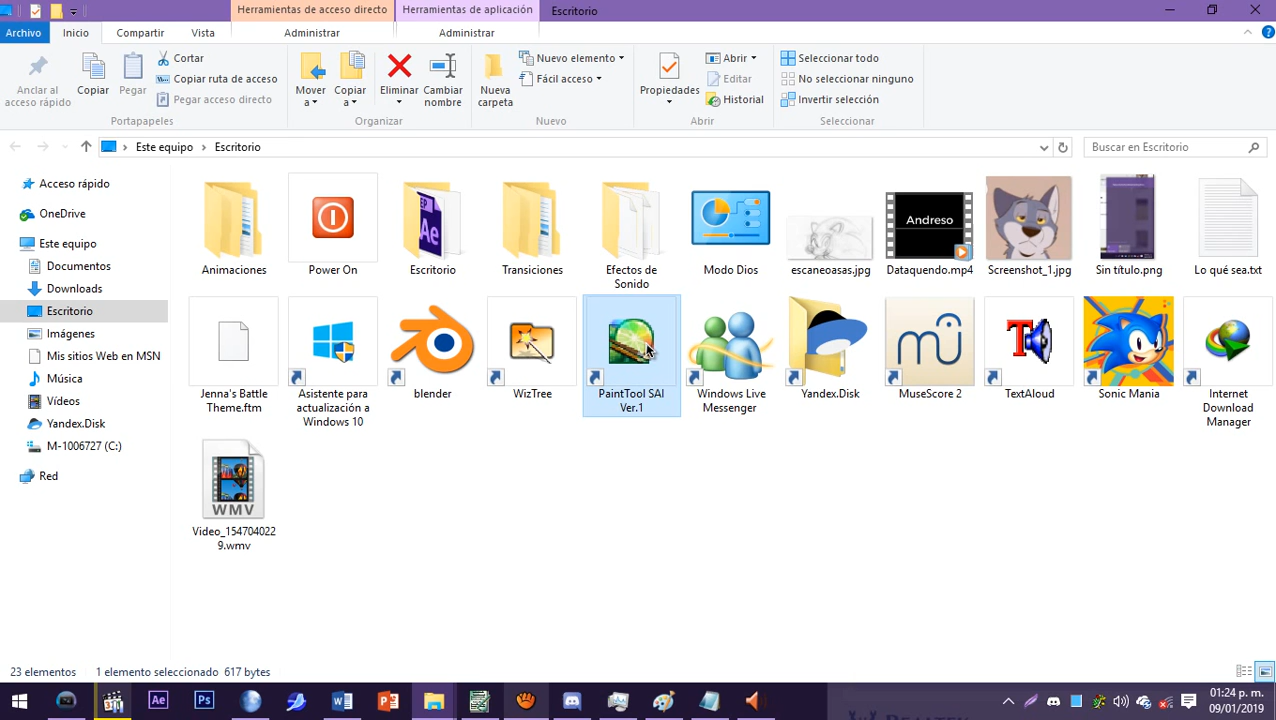 Herramientas de acceso directo
Herramientas de aplicación
Escritorio
Archivo
Inicio
Compartir
Vista
Administrar
Administrar
Anclar al acceso rápido
Copiar
Pegar
Cortar
Copiar ruta de acceso
Pegar acceso directo
Portapapeles
Mover a
Copiar a
Eliminar
Cambiar nombre
Organizar
Nueva carpeta
Nuevo elemento
Fácil acceso
Nuevo
Propiedades
Abrir
Editar
Historial
Abrir
Seleccionar todo
No seleccionar ninguno
Invertir selección
Seleccionar
Este equipo
Escritorio
Buscar en Escritorio
Acceso rápido
OneDrive
Este equipo
Documentos
Downloads
Escritorio
Imágenes
Mis sitios Web en MSN
Música
Vídeos
Yandex.Disk
M-1006727 (C:)
Red
EP
Ae
Andreso
Animaciones
Power On
Escritorio
Transiciones
Efectos de Sonido
Modo Dios
escaneoasas.jpg
Dataquendo.mp4
Screenshot_1.jpg
Sin título.png
Lo qué sea.txt
Jenna's Battle Theme.ftm
Asistente para actualización a Windows 10
blender
WizTree
PaintTool SAI Ver.1
Windows Live Messenger
Yandex.Disk
MuseScore 2
TextAloud
Sonic Mania
Internet Download Manager
WMV
Video_1547040229.wmv
23 elementos
1 elemento seleccionado 617 bytes
Ae
Ps
01:24 p. m.
09/01/2019